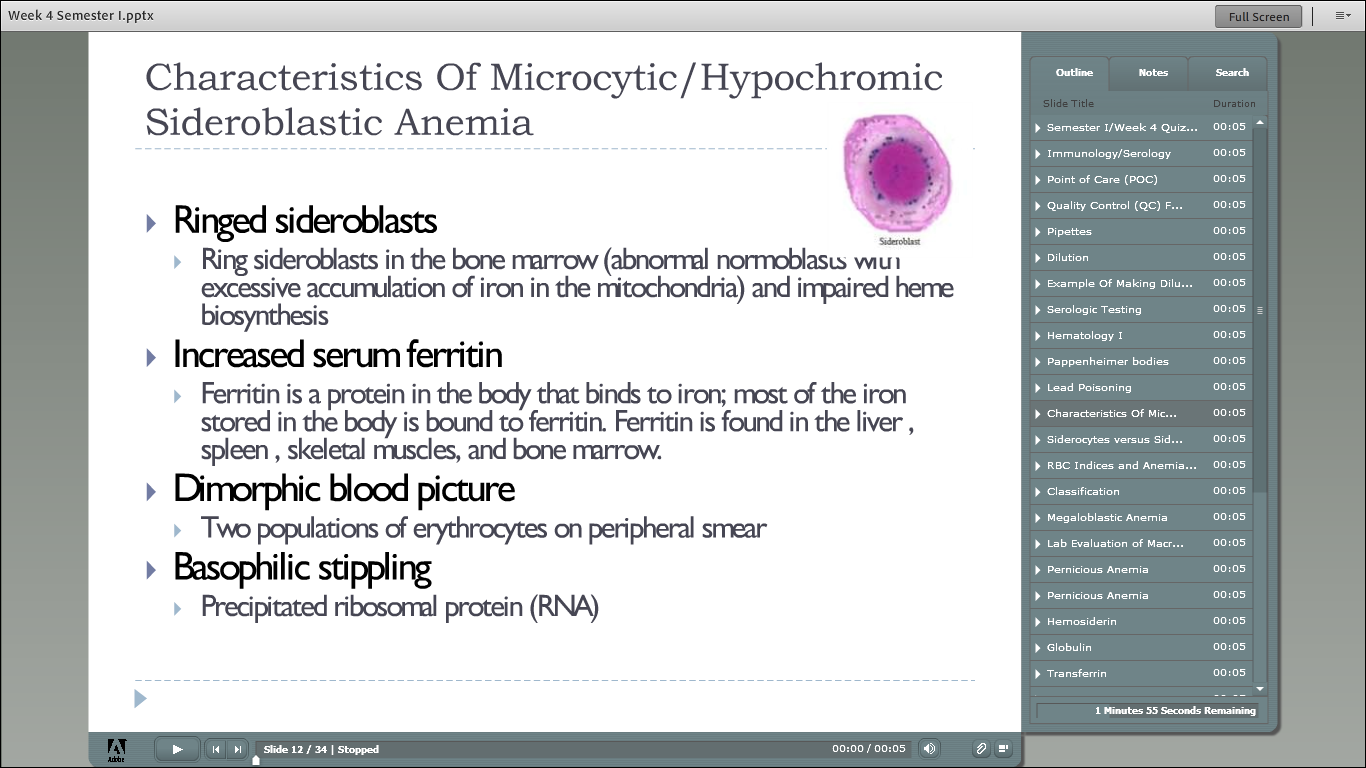 Week 4 Semester I.pptx
Full Screen
Characteristics Of Microcytic/Hypochromic
Sideroblastic Anemia
Sideroblast
Ringed sideroblasts
Ring sideroblasts in the bone marrow (abnormal normoblasts with
excessive accumulation of iron in the mitochondria) and impaired heme
biosynthesis
Increased serum ferritin
Ferritin is a protein in the body that binds to iron; most of the iron
stored in the body is bound to ferritin. Ferritin is found in the liver ,
spleen , skeletal muscles, and bone marrow.
Dimorphic blood picture
Two populations of erythrocytes on peripheral smear
Basophilic stippling
Precipitated ribosomal protein (RNA)
Outline Notes Search
Slide Title Duration
Semester I/Week 4 Quiz... 00:05
Immunology/Serology 00:05
Point of Care (POC) 00:05
Quality Control (QC) F... 00:05
Pipettes 00:05
Dilution 00:05
Example Of Making Dilu... 00:05
Serologic Testing 00:05
Hematology I 00:05
Pappenheimer bodies 00:05
Lead Poisoning 00:05
Characteristics Of Mic... 00:05
Siderocytes versus Sid... 00:05
RBC Indices and Anemia... 00:05
Classification 00:05
Megaloblastic Anemia 00:05
Lab Evaluation of Macr... 00:05
Pernicious Anemia 00:05
Pernicious Anemia 00:05
Hemosiderin 00:05
Globulin 00:05
Transferrin 00:05
1 Minutes 55 Seconds Remaining
Adobe
Slide 12 / 34 | Stopped 00:00 / 00:05